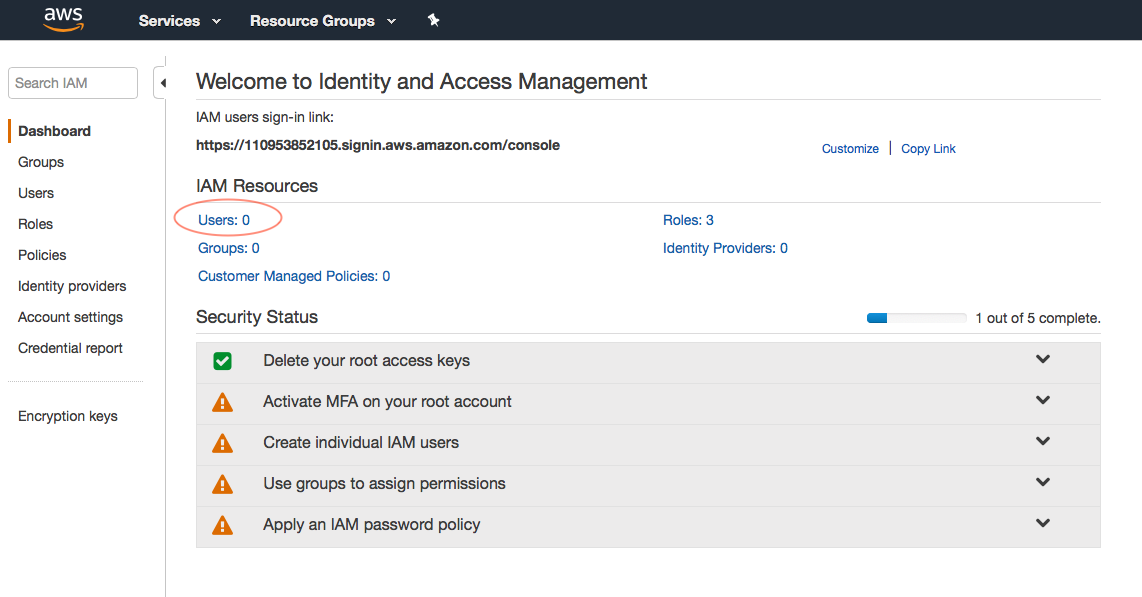 aws
Services
Resource Groups
Search IAM
Dashboard
Groups
Users
Roles
Policies
Identity providers
Account settings
Credential report
Encryption keys
Welcome to Identity and Access Management
IAM users sign-in link:
https://110953852105.signin.aws.amazon.com/console
Customize | Copy Link
IAM Resources
Users: 0
Roles: 3
Groups: 0
Identity Providers: 0
Customer Managed Policies: 0
Security Status
1 out of 5 complete.
Delete your root access keys
Activate MFA on your root account
Create individual IAM users
Use groups to assign permissions
Apply an IAM password policy